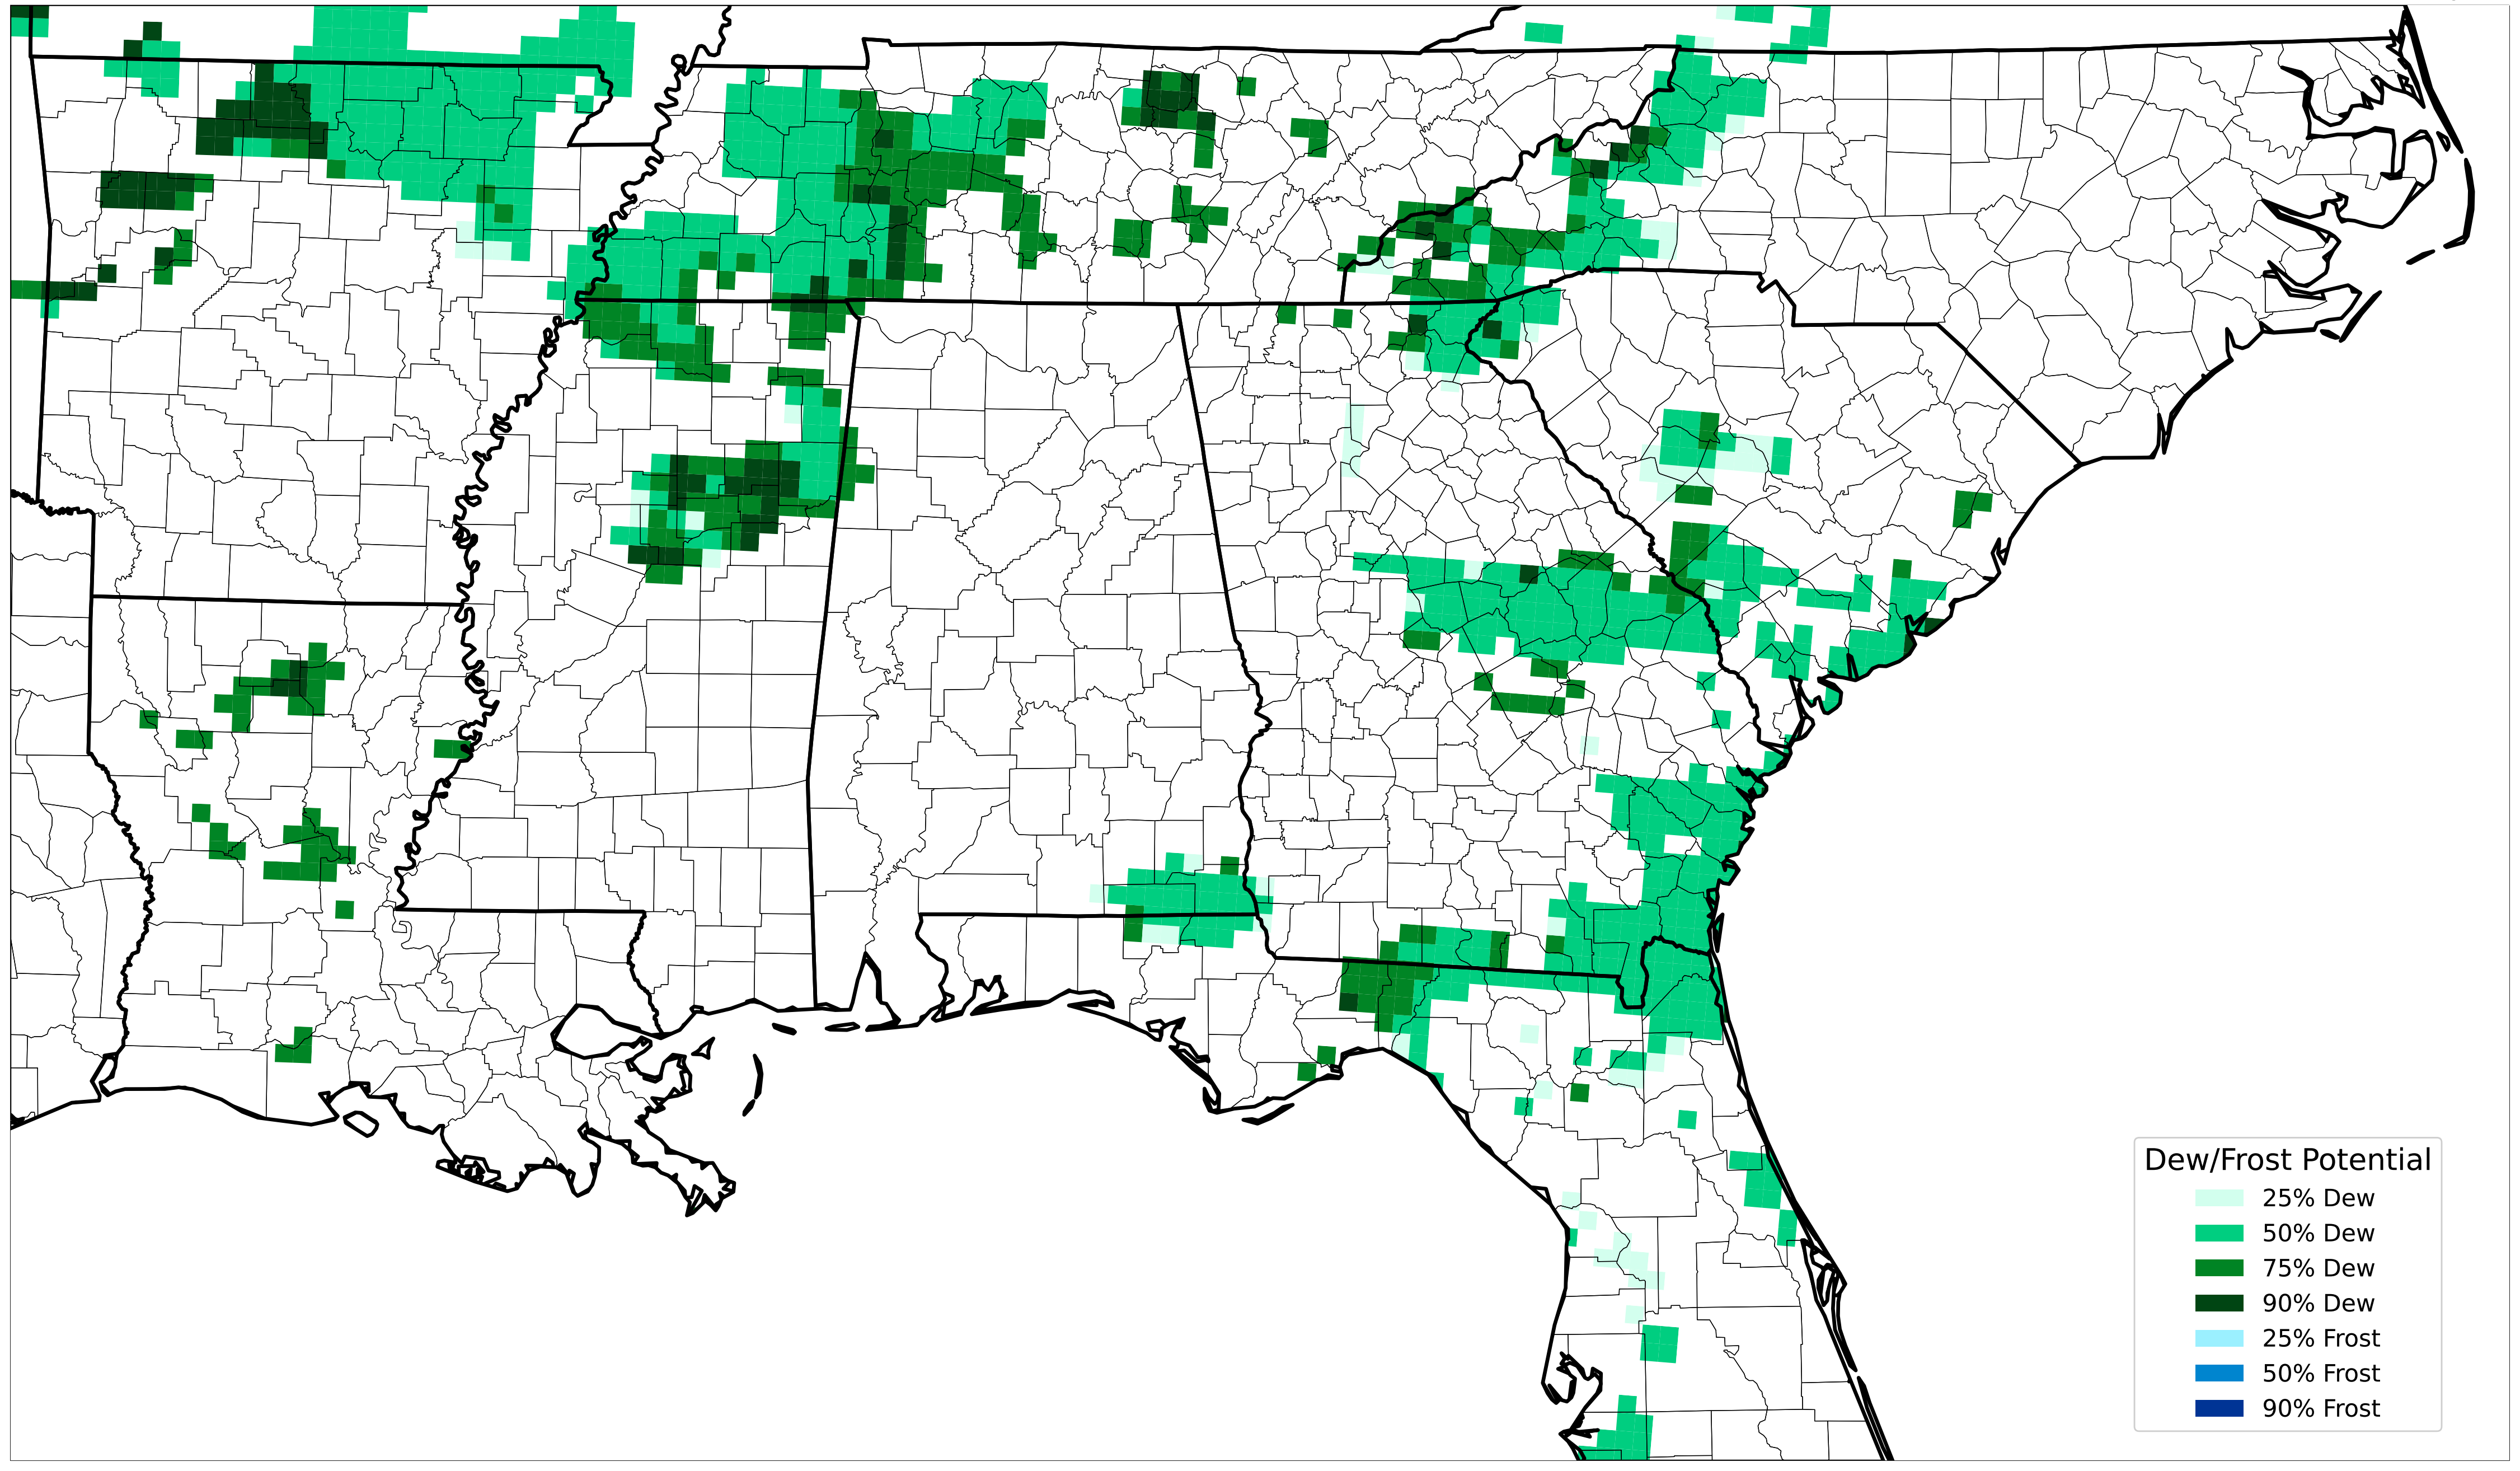 Dew/Frost Potential
25% Dew
50% Dew
75% Dew
90% Dew
25% Frost
50% Frost
90% Frost